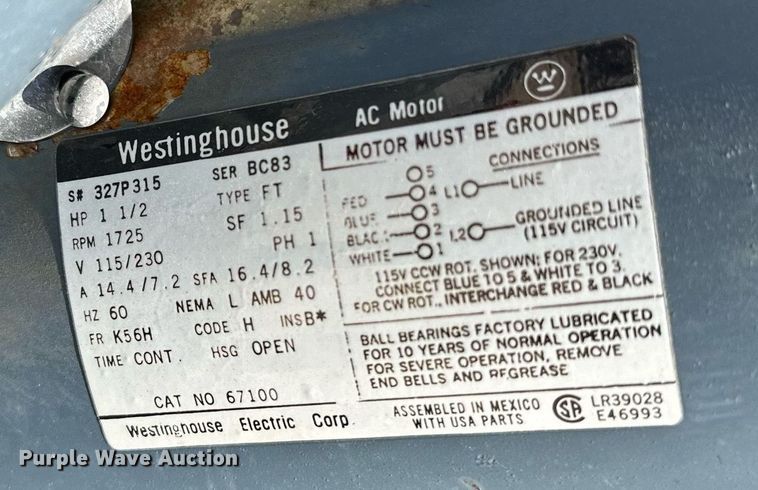 Westinghouse AC Motor W
S# 327P315 SER BC83
HP 1 1/2 TYPE FT
RPM 1725 SF 1.15
V 115/230 PH 1
A 14.4/7.2 SFA 16.4/8.2
HZ 60 NEMA L AMB 40
FR K56H CODE H INSB*
TIME CONT. HSG OPEN
CAT NO 67100
Westinghouse Electric Corp.
MOTOR MUST BE GROUNDED
CONNECTIONS
5
RED 4 L1 LINE
BLUE 3
BLACK 2 L2 GROUNDED LINE
WHITE 1 (115V CIRCUIT)
115V CCW ROT. SHOWN; FOR 230V,
CONNECT BLUE TO 5 & WHITE TO 3.
FOR CW ROT., INTERCHANGE RED & BLACK
BALL BEARINGS FACTORY LUBRICATED
FOR 10 YEARS OF NORMAL OPERATION
FOR SEVERE OPERATION, REMOVE
END BELLS AND REGREASE
ASSEMBLED IN MEXICO
WITH USA PARTS
SA LR39028
E46993
Purple Wave Auction